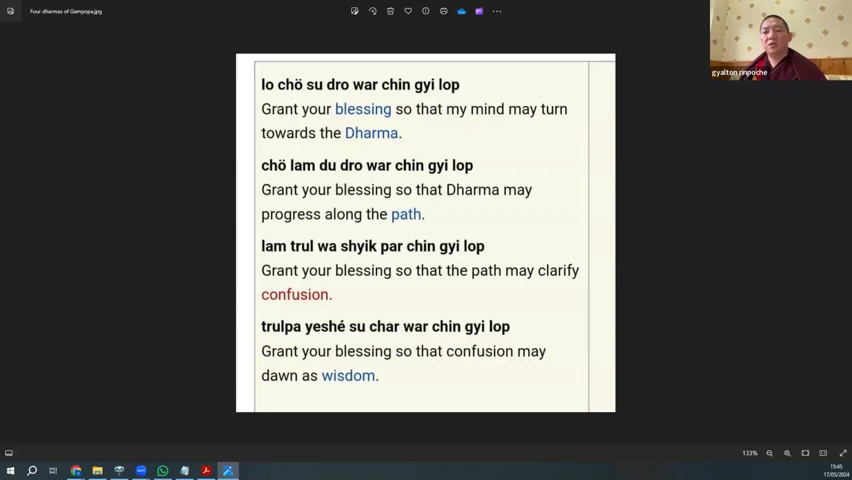 Four dharmas of Gampopa.jpg
gyalton rinpoche
lo chö su dro war chin gyi lop
Grant your blessing so that my mind may turn
towards the Dharma.
chö lam du dro war chin gyi lop
Grant your blessing so that Dharma may
progress along the path.
lam trul wa shyik par chin gyi lop
Grant your blessing so that the path may clarify
confusion.
trulpa yeshé su char war chin gyi lop
Grant your blessing so that confusion may
dawn as wisdom.
133%
15:45
17/05/2024